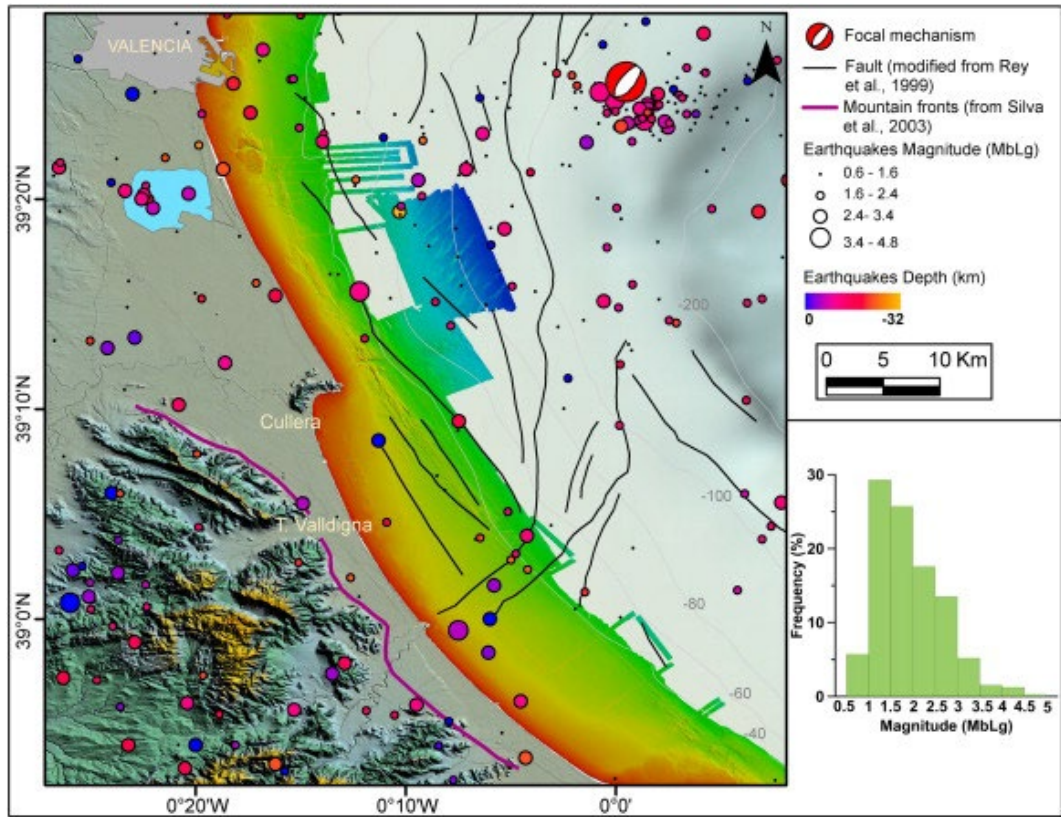 VALENCIA
N
39°20'N
39°10'N
39°0'N
Cullera
T. Valldigna
-200
-100
-80
-60
-40
0°20'W
0°10'W
0°0'
Focal mechanism
Fault (modified from Rey
et al., 1999)
Mountain fronts (from Silva
et al., 2003)
Earthquakes Magnitude (MbLg)
0.6 - 1.6
1.6 - 2.4
2.4- 3.4
3.4 - 4.8
Earthquakes Depth (km)
0 -32
0 5 10 Km
Frequency (%)
30
20
10
0
0.5 1 1.5 2 2.5 3 3.5 4 4.5 5
Magnitude (MbLg)